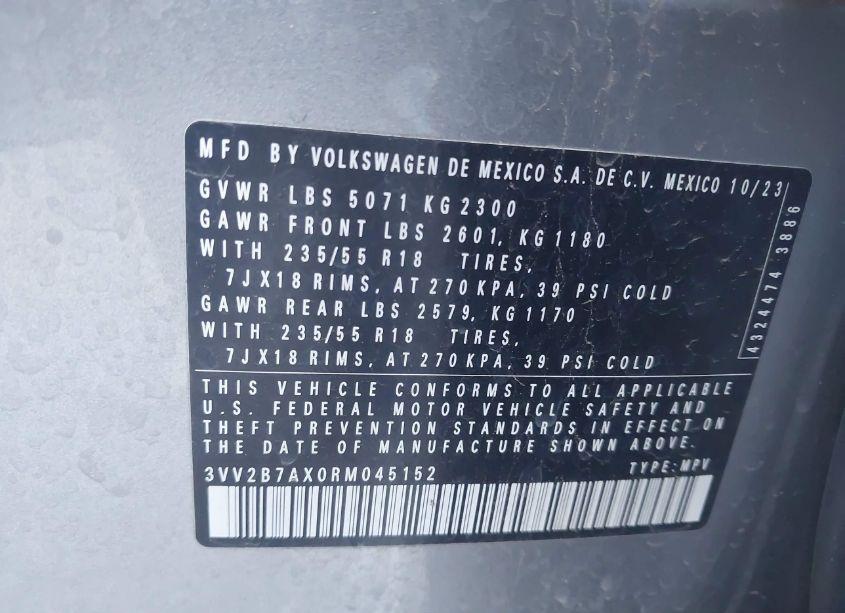 MFD BY VOLKSWAGEN DE MEXICO S.A. DE C.V. MEXICO 10/23
GVWR LBS 5071 KG 2300
GAWR FRONT LBS 2601, KG 1180
WITH 235/55 R18 TIRES,
7JX18 RIMS, AT 270 KPA, 39 PSI COLD
GAWR REAR LBS 2579, KG 1170
WITH 235/55 R18 TIRES,
7JX18 RIMS, AT 270 KPA, 39 PSI COLD
4324474 3886
THIS VEHICLE CONFORMS TO ALL APPLICABLE
U.S. FEDERAL MOTOR VEHICLE SAFETY AND
THEFT PREVENTION STANDARDS IN EFFECT ON
THE DATE OF MANUFACTURE SHOWN ABOVE.
3VV2B7AX0RM045152 TYPE: MPV